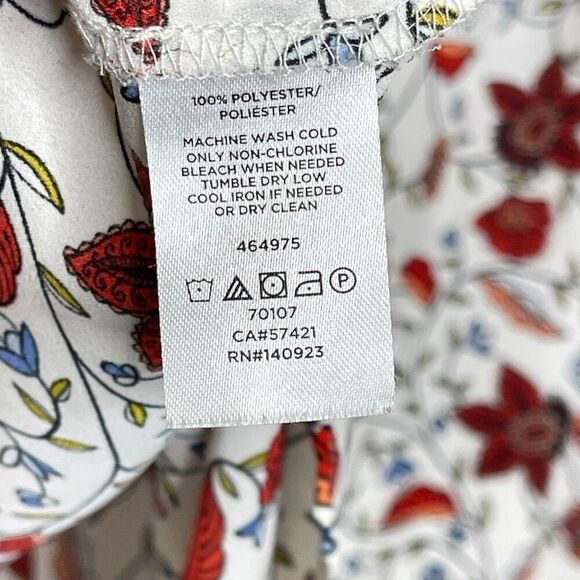 100% POLYESTER/
POLIÉSTER
MACHINE WASH COLD
ONLY NON-CHLORINE
BLEACH WHEN NEEDED
TUMBLE DRY LOW
COOL IRON IF NEEDED
OR DRY CLEAN
464975
P
70107
CA#57421
RN#140923